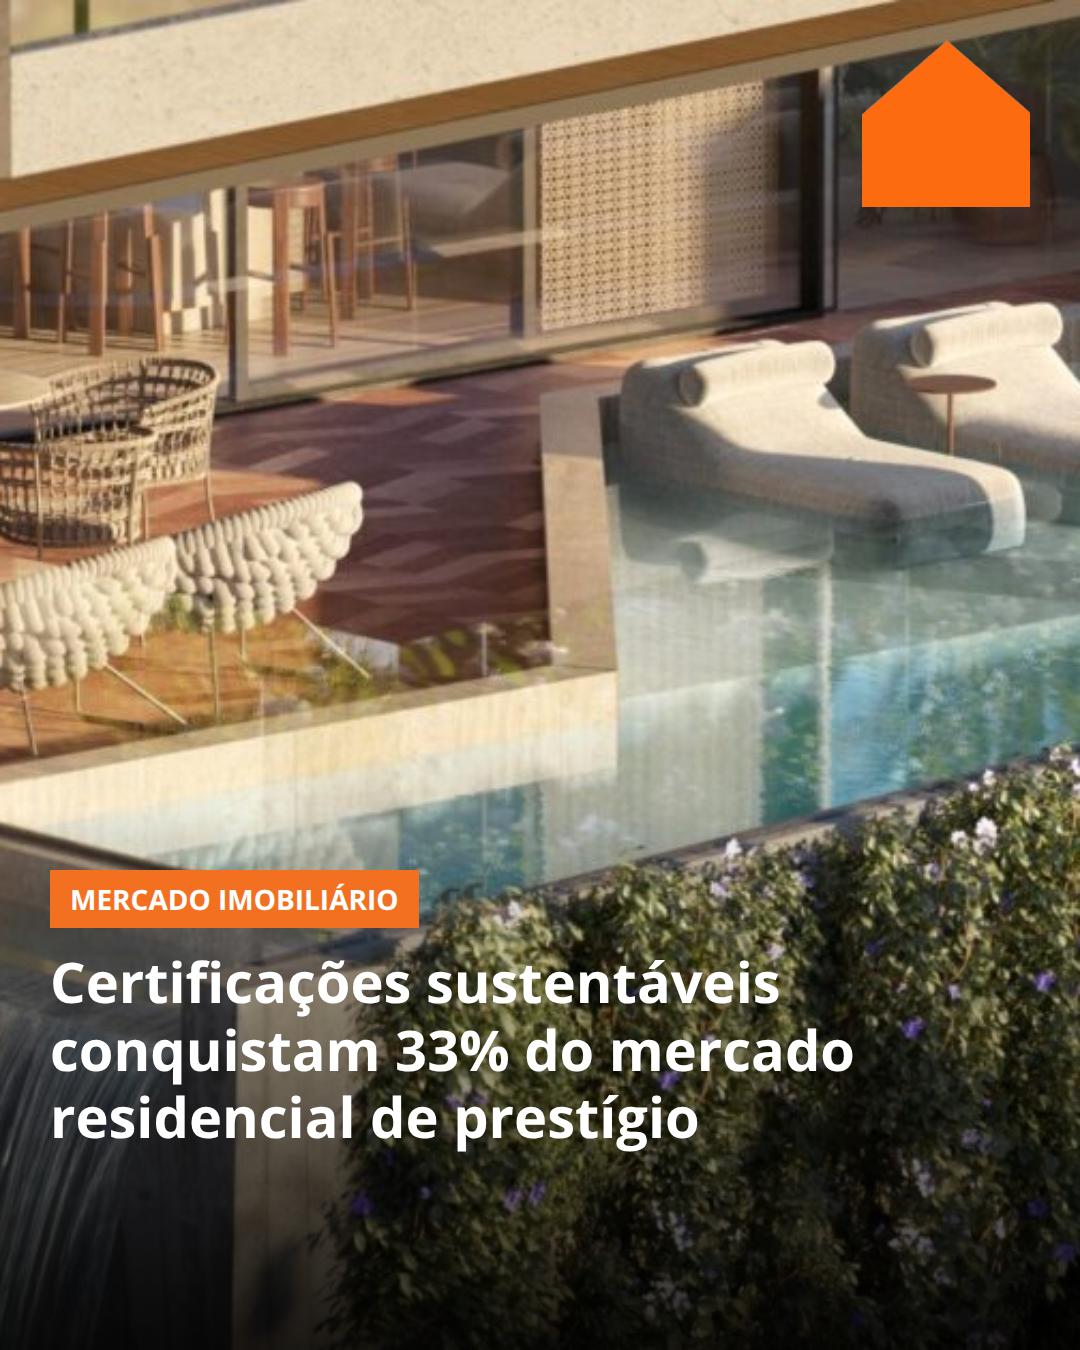 MERCADO IMOBILIÁRIO
Certificações sustentáveis
conquistam 33% do mercado
residencial de prestígio